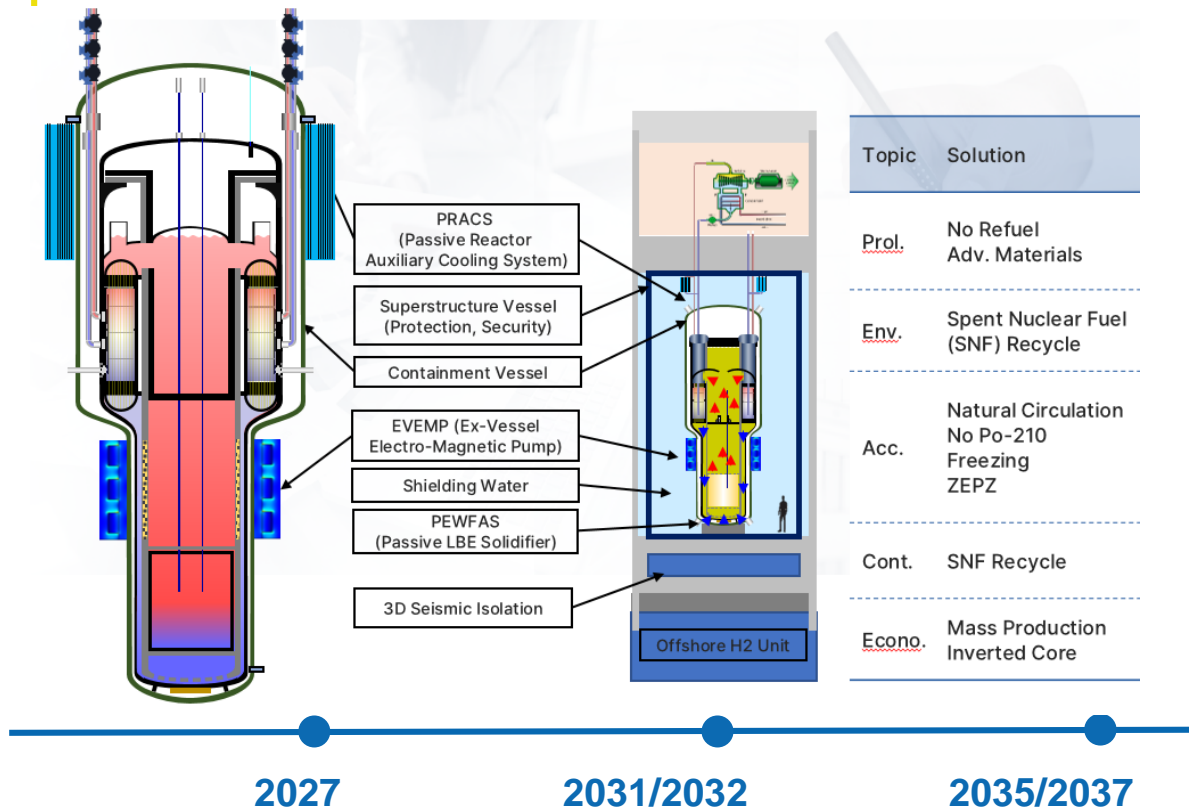 PRACS
(Passive Reactor
Auxiliary Cooling System)
Superstructure Vessel
(Protection, Security)
Containment Vessel
EVEMP (Ex-Vessel
Electro-Magnetic Pump)
Shielding Water
PEWFAS
(Passive LBE Solidifier)
3D Seismic Isolation
Offshore H2 Unit
Topic Solution
Prol. No Refuel
Adv. Materials
Env. Spent Nuclear Fuel
(SNF) Recycle
Acc. Natural Circulation
No Po-210
Freezing
ZEPZ
Cont. SNF Recycle
Econo. Mass Production
Inverted Core
2027
2031/2032
2035/2037